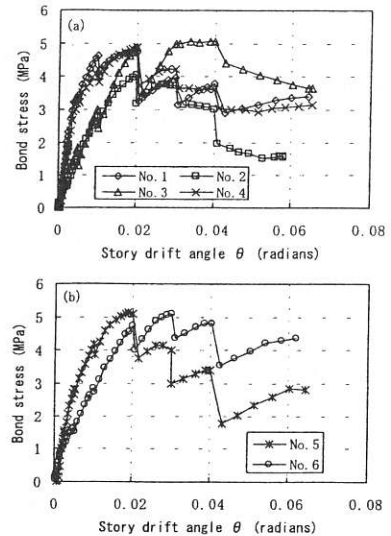 (a)
Bond stress (MPa)
6
5
4
3
2
1
0
No. 1 No. 2
No. 3 No. 4
0 0.02 0.04 0.06 0.08
Story drift angle θ (radians)
(b)
Bond stress (MPa)
6
5
4
3
2
1
0
No. 5
No. 6
0 0.02 0.04 0.06 0.08
Story drift angle θ (radians)